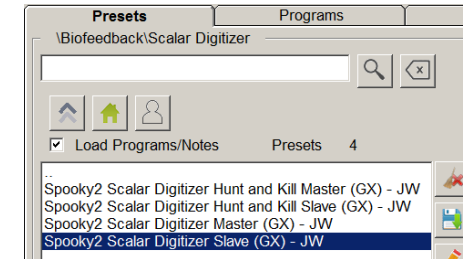 Presets Programs
\Biofeedback\Scalar Digitizer
Load Programs/Notes Presets 4
..
Spooky2 Scalar Digitizer Hunt and Kill Master (GX) - JW
Spooky2 Scalar Digitizer Hunt and Kill Slave (GX) - JW
Spooky2 Scalar Digitizer Master (GX) - JW
Spooky2 Scalar Digitizer Slave (GX) - JW